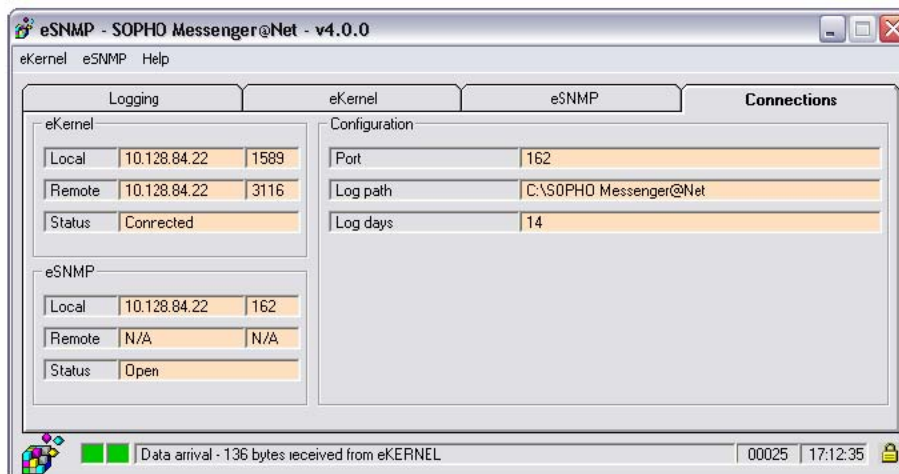 eSNMP - SOPHO Messenger@Net - v4.0.0
eKernel eSNMP Help
Logging eKernel eSNMP Connections
eKernel
Local 10.128.84.22 1589
Remote 10.128.84.22 3116
Status Connected
eSNMP
Local 10.128.84.22 162
Remote N/A N/A
Status Open
Configuration
Port 162
Log path C:\SOPHO Messenger@Net
Log days 14
Data arrival - 136 bytes received from eKERNEL 00025 17:12:35